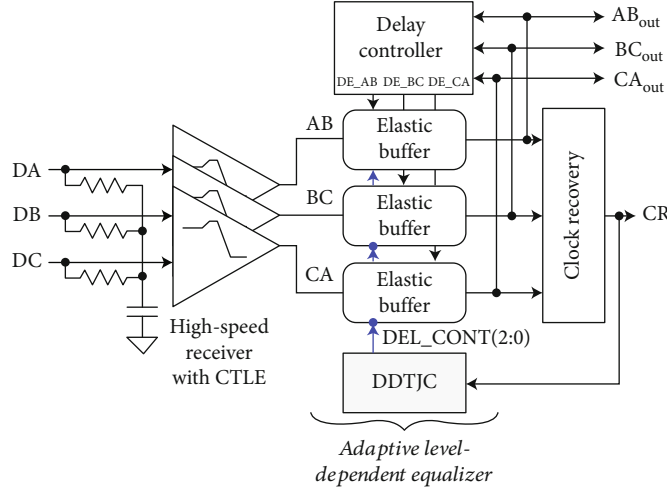 Delay
controller
DE_AB DE_BC DE_CA
AB_out
BC_out
CA_out
AB
Elastic
buffer
DA
BC
Elastic
buffer
DB
Clock recovery
CR
DC
CA
Elastic
buffer
High-speed
receiver
with CTLE
DEL_CONT(2:0)
DDTJC
Adaptive level-
dependent equalizer